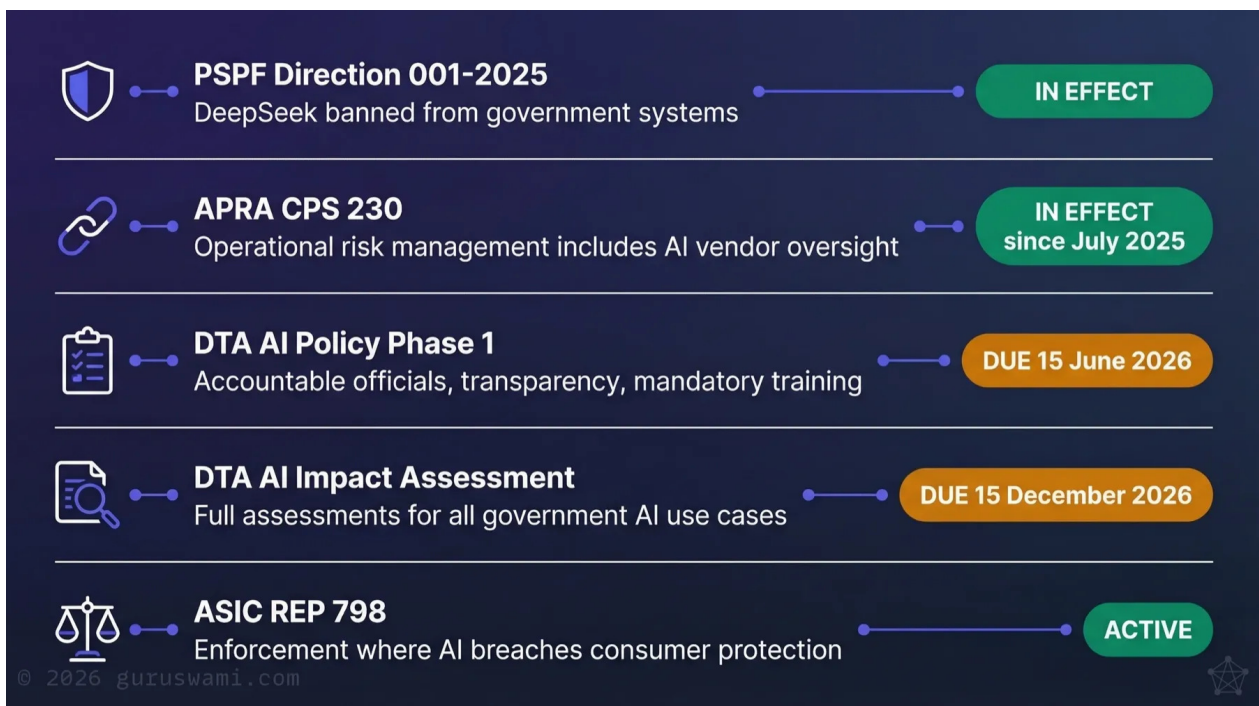 PSPF Direction 001-2025
DeepSeek banned from government systems
IN EFFECT
APRA CPS 230
Operational risk management includes AI vendor oversight
IN EFFECT
since July 2025
DTA AI Policy Phase 1
Accountable officials, transparency, mandatory training
DUE 15 June 2026
DTA AI Impact Assessment
Full assessments for all government AI use cases
DUE 15 December 2026
ASIC REP 798
Enforcement where AI breaches consumer protection
ACTIVE
© 2026 guruswami.com